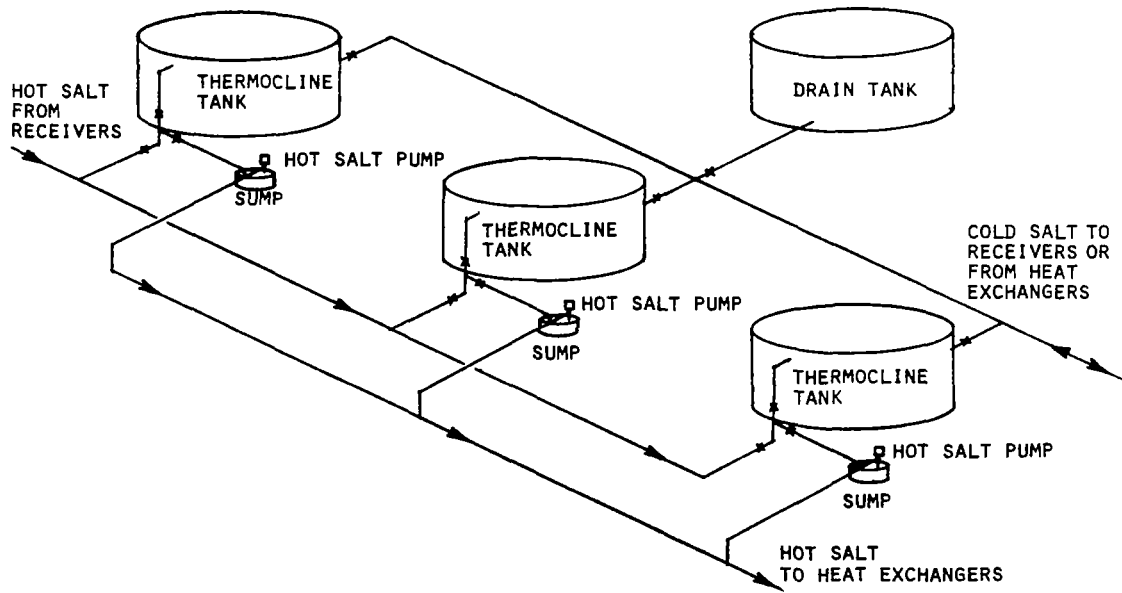 THERMOCLINE
TANK
DRAIN TANK
HOT SALT
FROM
RECEIVERS
HOT SALT PUMP
SUMP
THERMOCLINE
TANK
COLD SALT TO
RECEIVERS OR
FROM HEAT
EXCHANGERS
HOT SALT PUMP
SUMP
THERMOCLINE
TANK
HOT SALT PUMP
SUMP
HOT SALT
TO HEAT EXCHANGERS